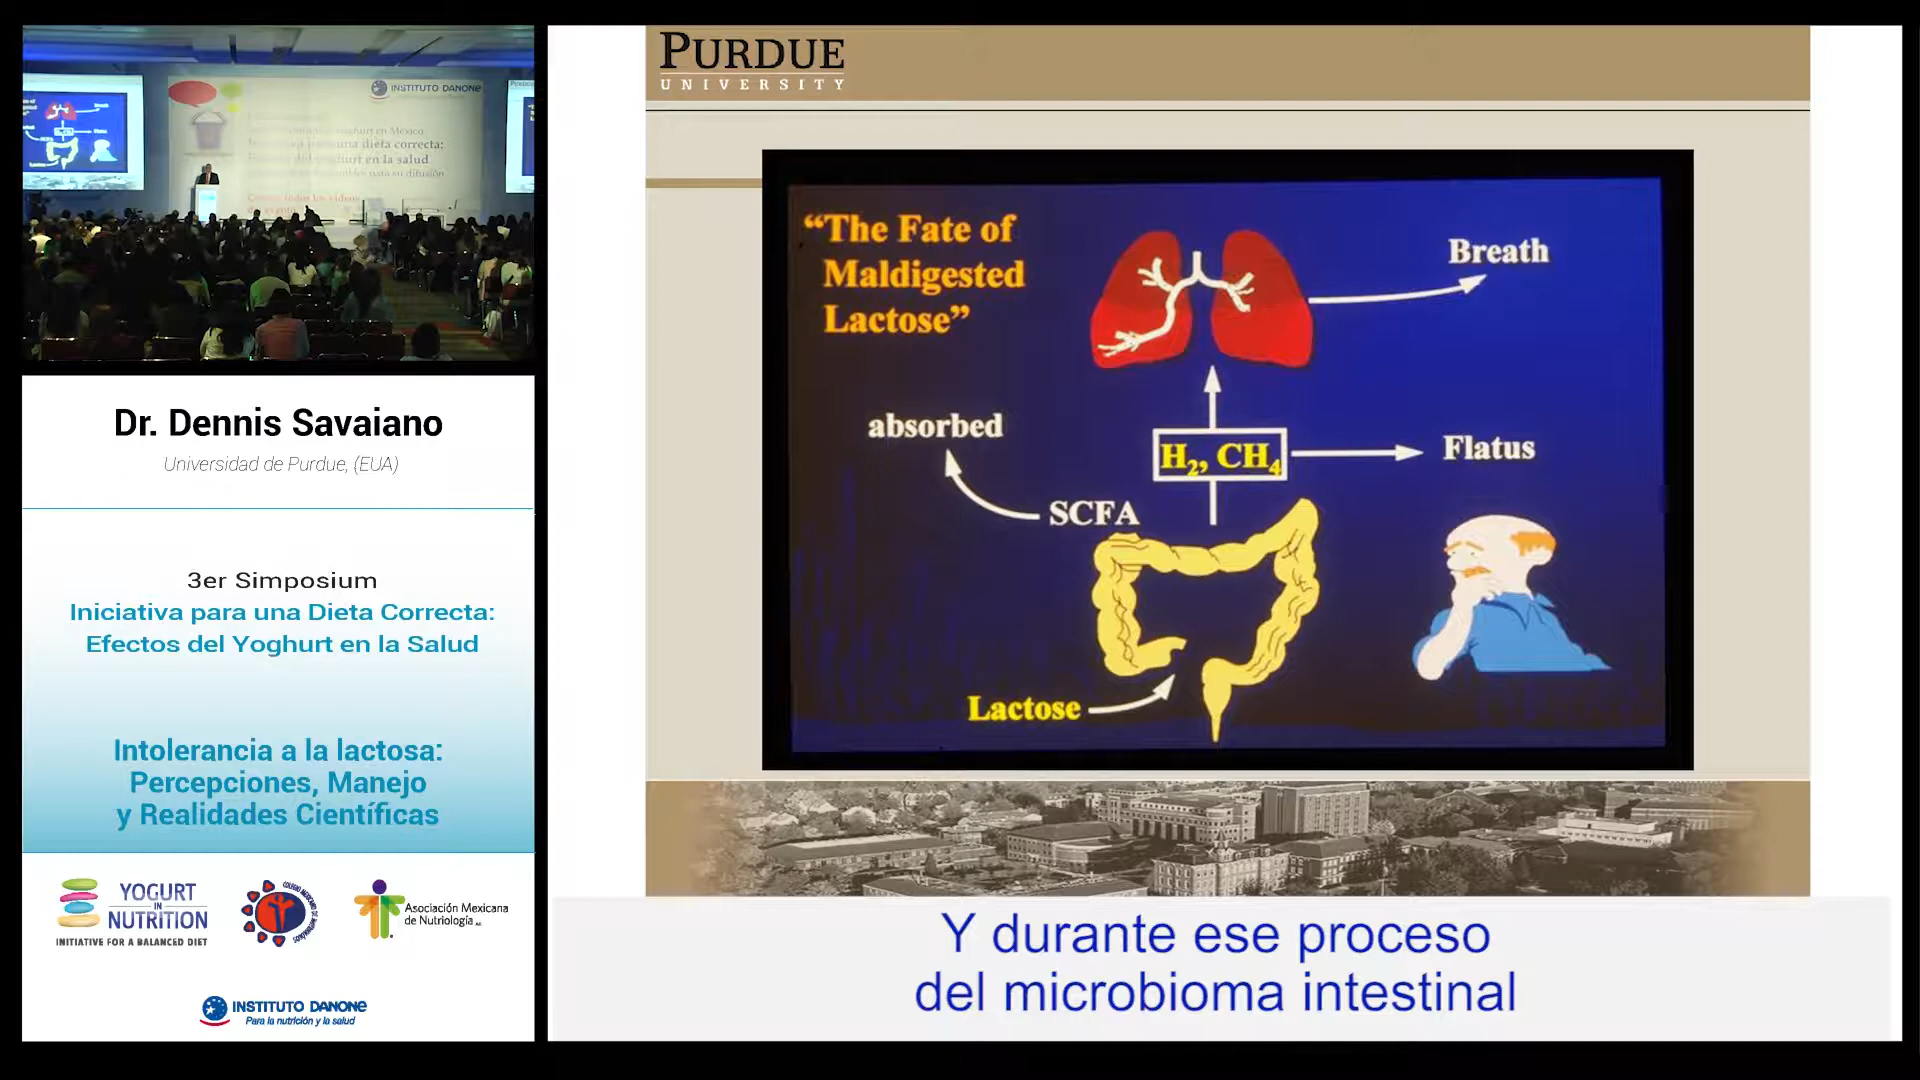 INSTITUTO DANONE
Dr. Dennis Savaiano
Universidad de Purdue, (EUA)
3er Simposium
Iniciativa para una Dieta Correcta:
Efectos del Yoghurt en la Salud
Intolerancia a la lactosa:
Percepciones, Manejo
y Realidades Científicas
YOGURT
IN
NUTRITION
INITIATIVE FOR A BALANCED DIET
Asociación Mexicana
de Nutriología
INSTITUTO DANONE
Para la nutrición y la salud
PURDUE
UNIVERSITY
“The Fate of
Maldigested
Lactose”
Breath
absorbed
H₂, CH₄
Flatus
SCFA
Lactose
Y durante ese proceso
del microbioma intestinal